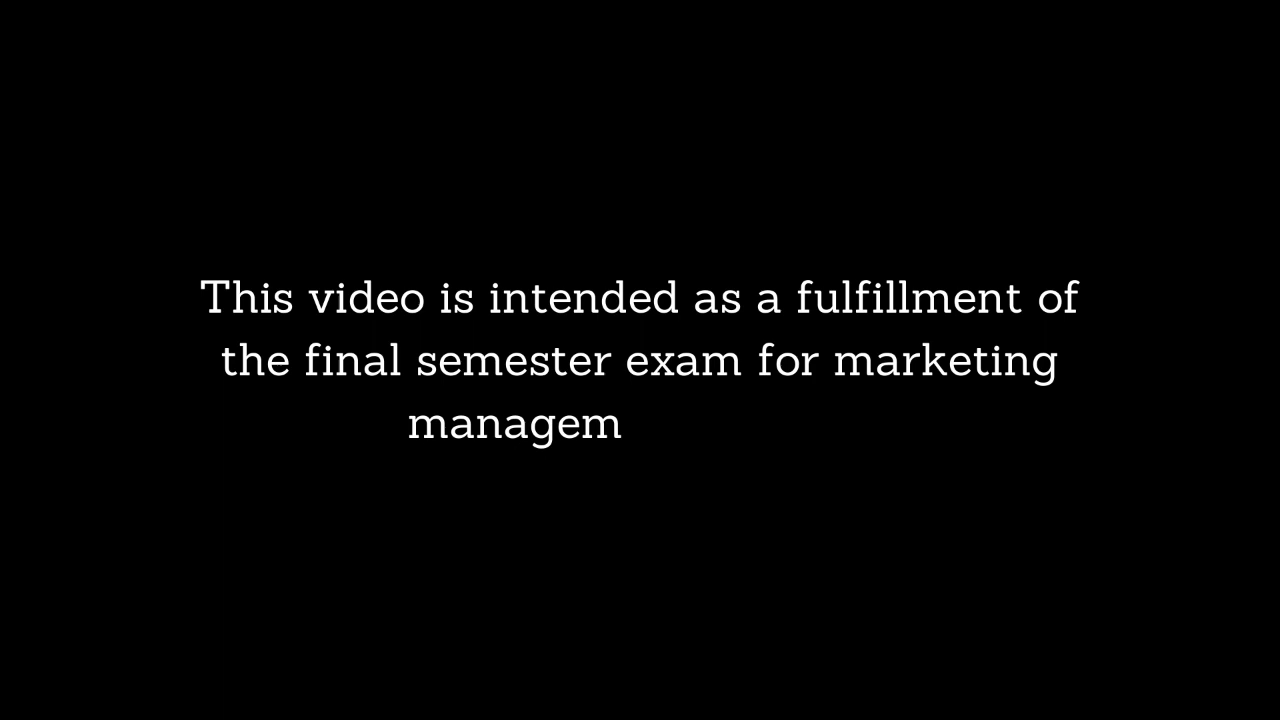 This video is intended as a fulfillment of
the final semester exam for marketing
managem